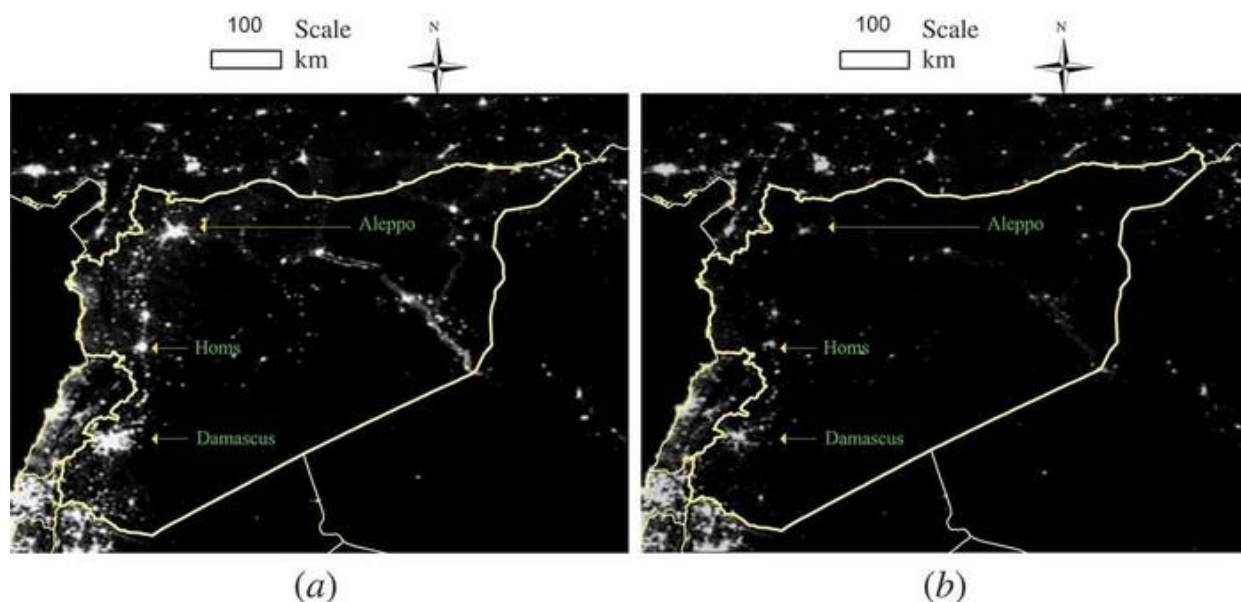 100 Scale
km
N
100 Scale
km
N
Aleppo
Homs
Damascus
Aleppo
Homs
Damascus
(a)
(b)